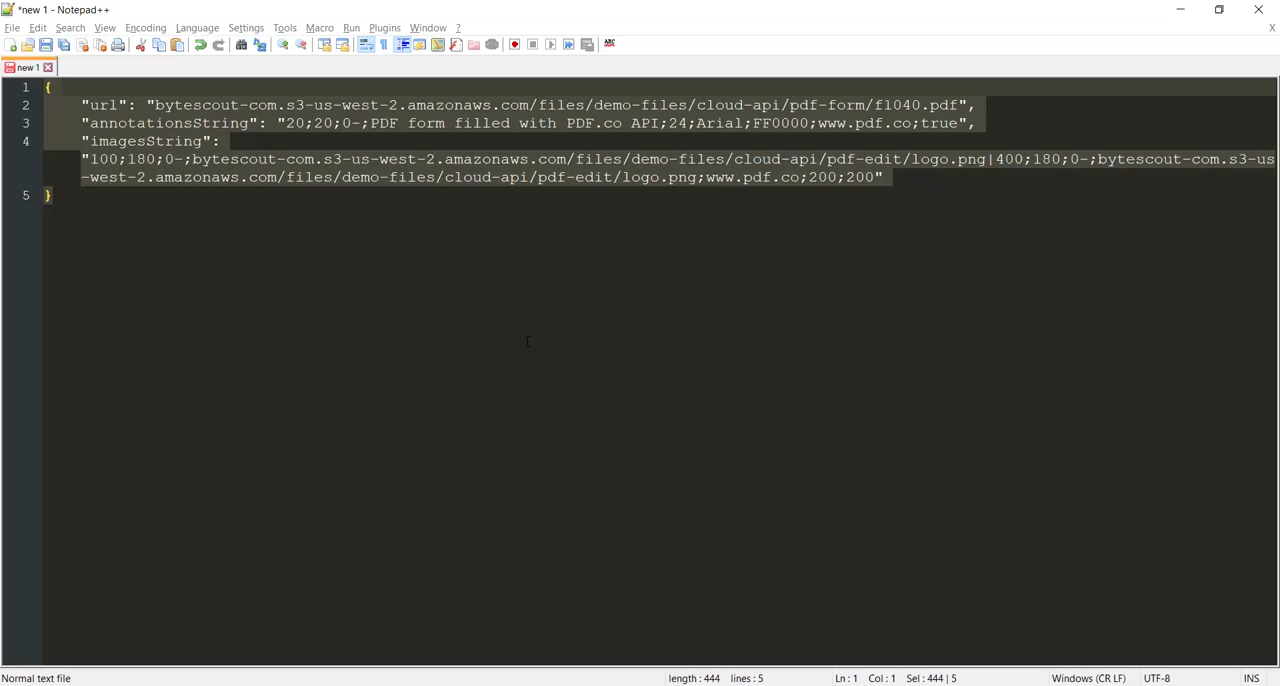 *new 1 - Notepad++
File Edit Search View Encoding Language Settings Tools Macro Run Plugins Window ?
X
new 1
1 {
2 "url": "bytescout-com.s3-us-west-2.amazonaws.com/files/demo-files/cloud-api/pdf-form/f1040.pdf",
3 "annotationsString": "20;20;0-;PDF form filled with PDF.co API;24;Arial;FF0000;www.pdf.co;true",
4 "imagesString":
"100;180;0-;bytescout-com.s3-us-west-2.amazonaws.com/files/demo-files/cloud-api/pdf-edit/logo.png|400;180;0-;bytescout-com.s3-us
-west-2.amazonaws.com/files/demo-files/cloud-api/pdf-edit/logo.png;www.pdf.co;200;200"
5 }
Normal text file length : 444 lines : 5 Ln : 1 Col : 1 Sel : 444 | 5 Windows (CR LF) UTF-8 INS